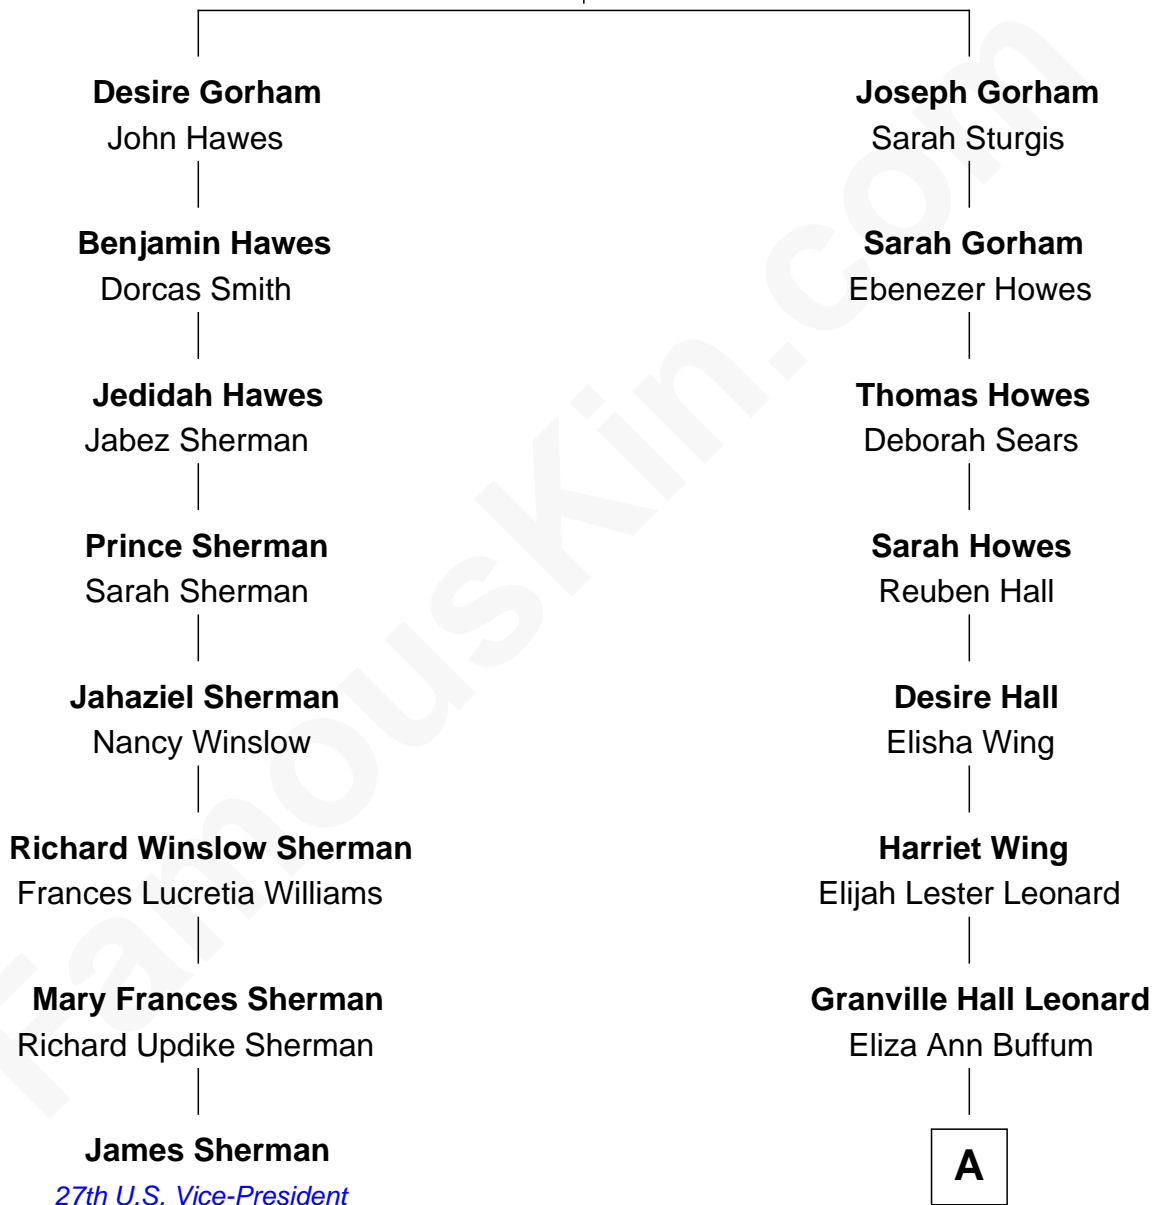 Desire Gorham
John Hawes
Benjamin Hawes
Dorcas Smith
Jedidah Hawes
Jabez Sherman
Prince Sherman
Sarah Sherman
Jahaziel Sherman
Nancy Winslow
Richard Winslow Sherman
Frances Lucretia Williams
Mary Frances Sherman
Richard Updike Sherman
James Sherman
27th U.S. Vice-President
Joseph Gorham
Sarah Sturgis
Sarah Gorham
Ebenezer Howes
Thomas Howes
Deborah Sears
Sarah Howes
Reuben Hall
Desire Hall
Elisha Wing
Harriet Wing
Elijah Lester Leonard
Granville Hall Leonard
Eliza Ann Buffum
A
FamousKin.com